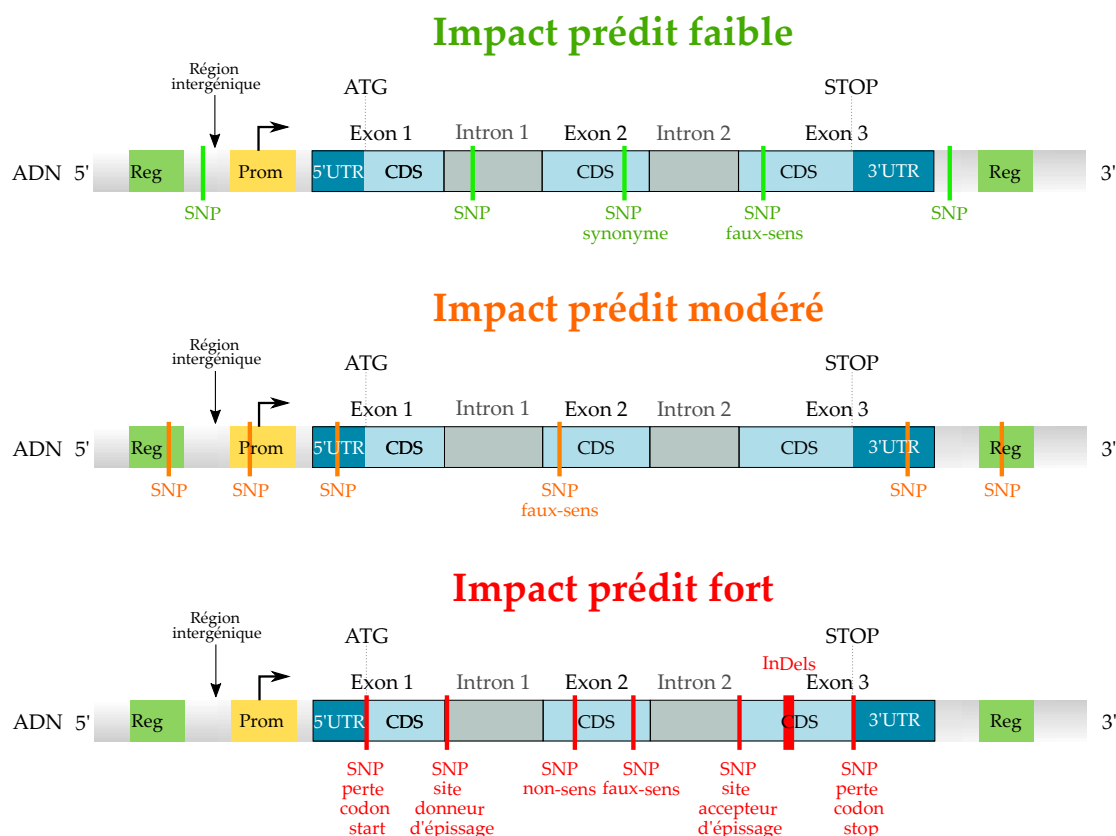 Impact prédit faible
Région
intergénique
ATG
STOP
Exon 1
Intron 1
Exon 2
Intron 2
Exon 3
ADN 5'
Reg
Prom
5'UTR
CDS
CDS
CDS
3'UTR
Reg
3'
SNP
SNP
SNP
synonyme
SNP
faux-sens
SNP
Impact prédit modéré
Région
intergénique
ATG
STOP
Exon 1
Intron 1
Exon 2
Intron 2
Exon 3
ADN 5'
Reg
Prom
5'UTR
CDS
CDS
CDS
3'UTR
Reg
3'
SNP
SNP
SNP
SNP
faux-sens
SNP
SNP
Impact prédit fort
Région
intergénique
ATG
STOP
InDels
Exon 1
Intron 1
Exon 2
Intron 2
Exon 3
ADN 5'
Reg
Prom
5'UTR
CDS
CDS
CDS
3'UTR
Reg
3'
SNP
perte
codon
start
SNP
site
donneur
d'épissage
SNP
non-sens
SNP
faux-sens
SNP
site
accepteur
d'épissage
SNP
perte
codon
stop